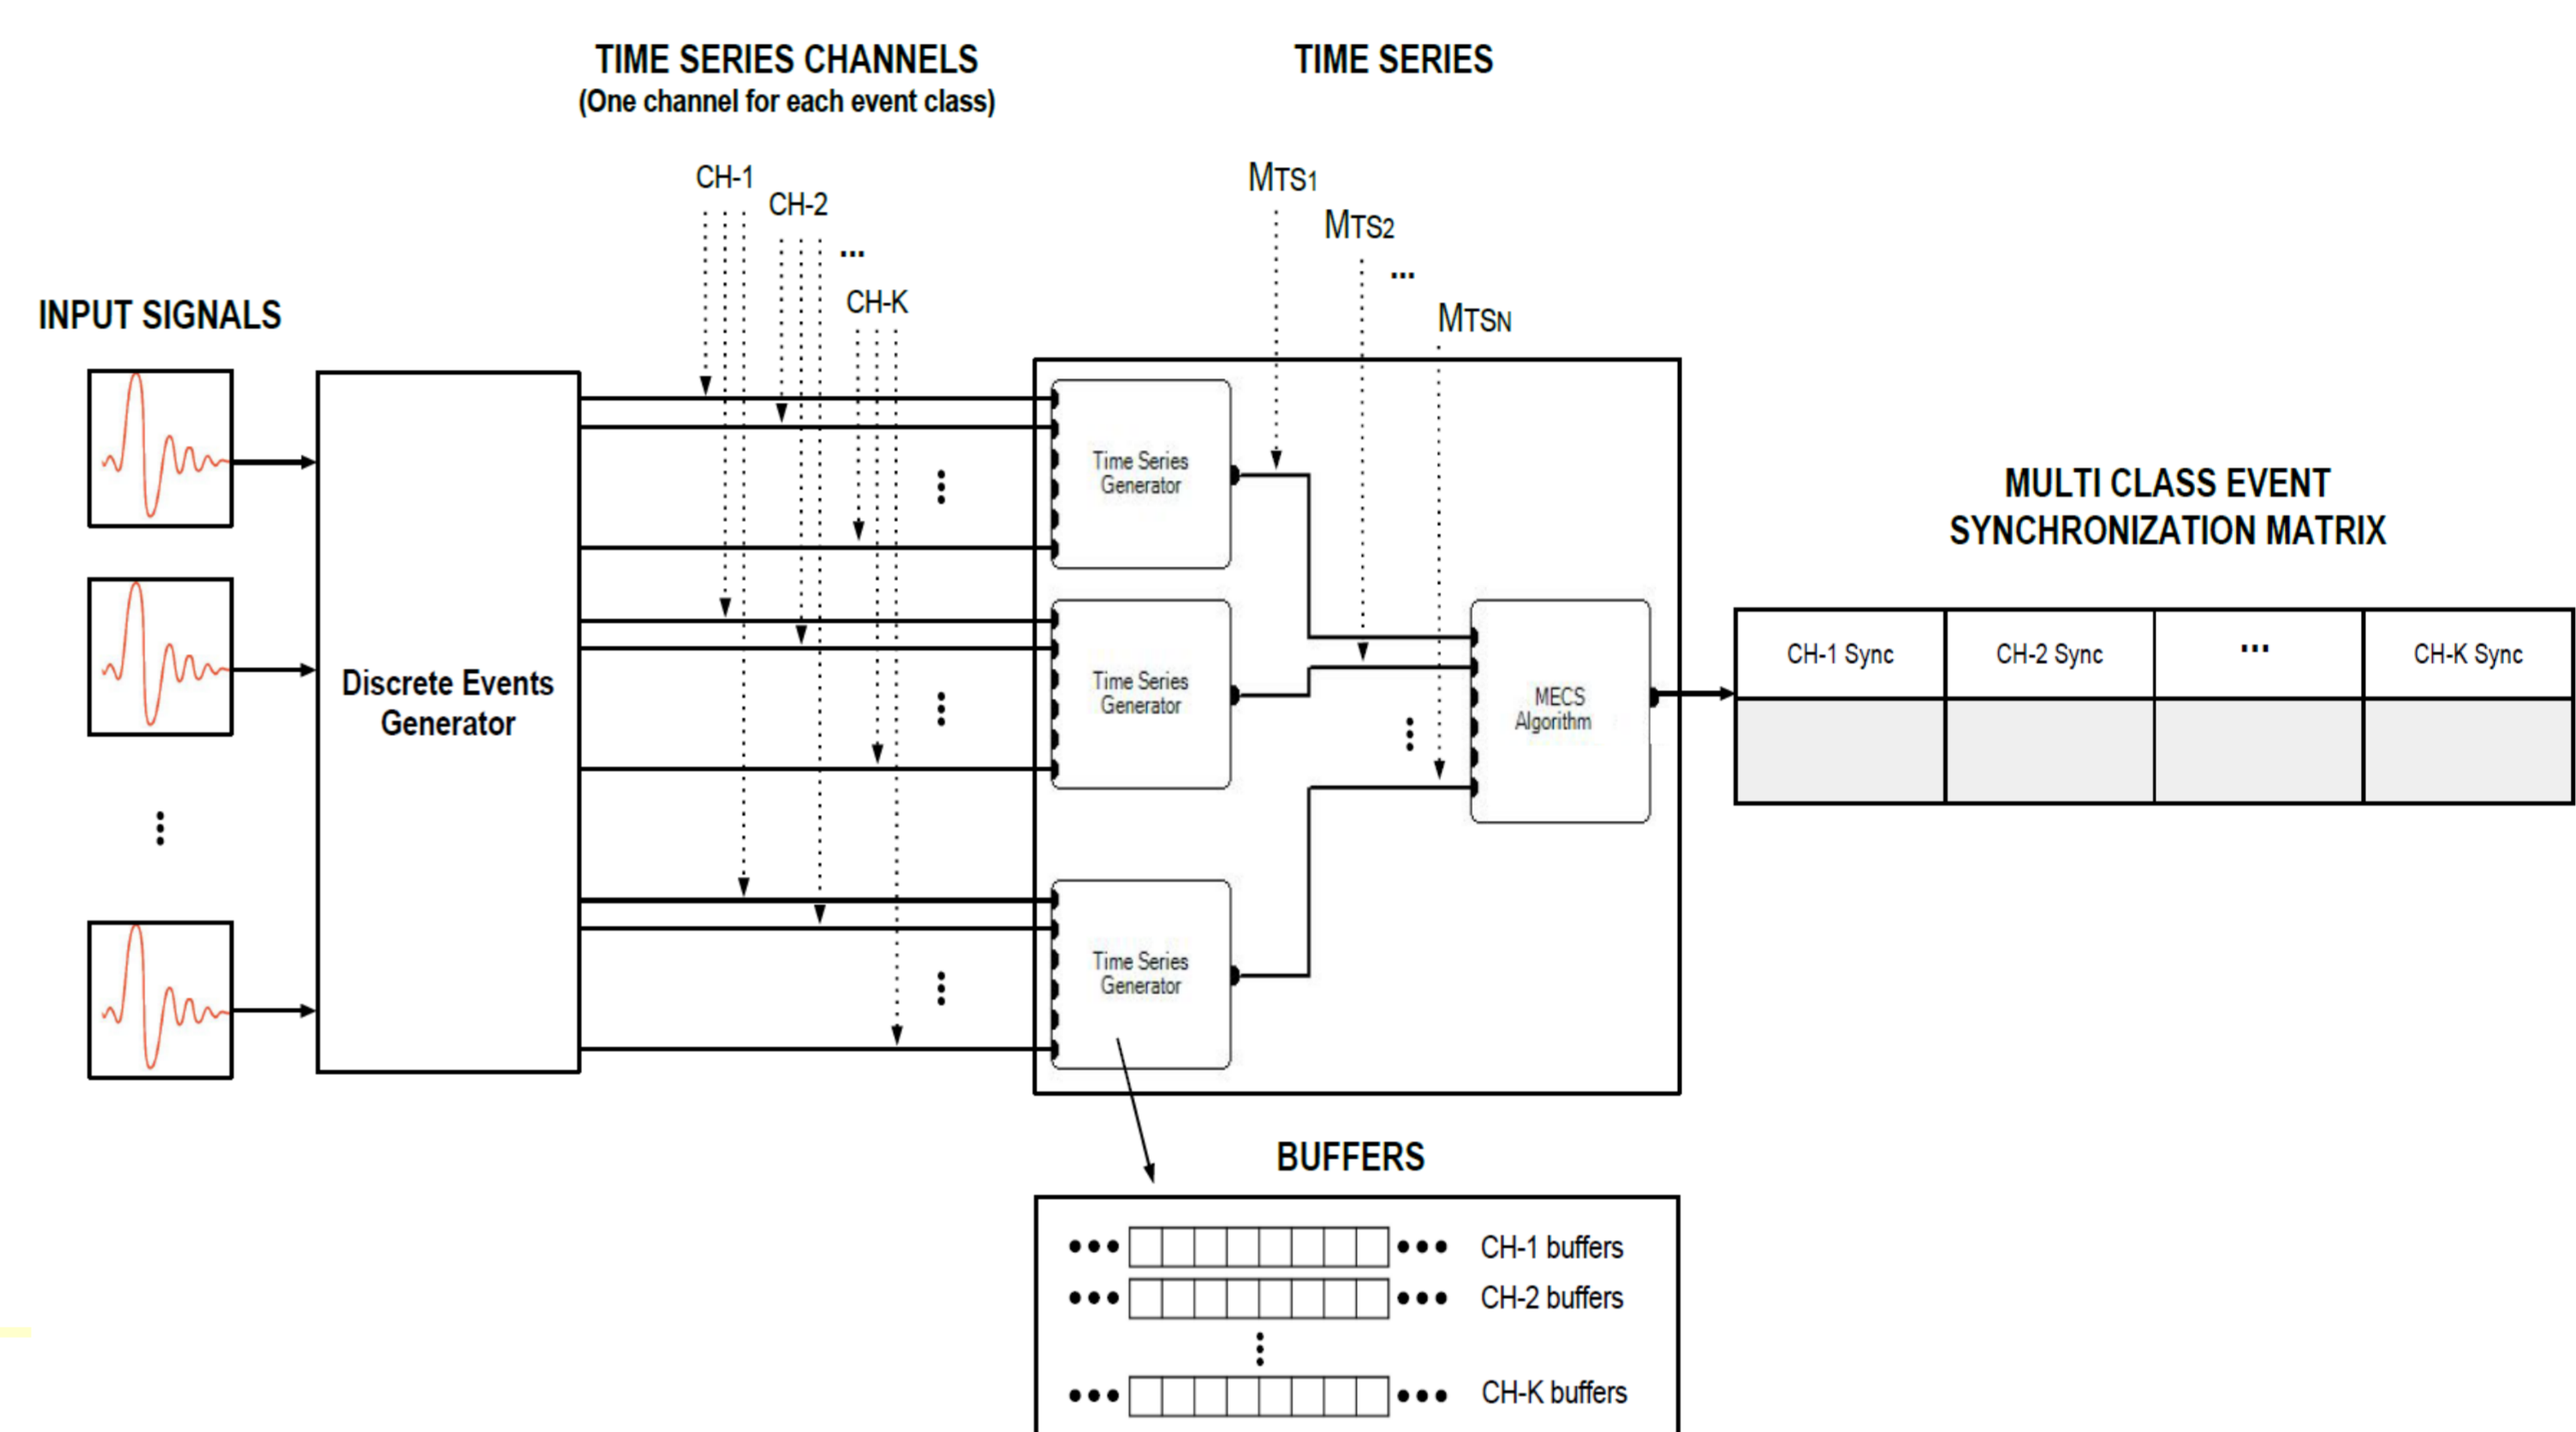 TIME SERIES CHANNELS
(One channel for each event class)
TIME SERIES
CH-1
CH-2
...
CH-K
MTS1
MTS2
...
MTSN
INPUT SIGNALS
Discrete Events
Generator
Time Series
Generator
Time Series
Generator
Time Series
Generator
MECS
Algorithm
MULTI CLASS EVENT
SYNCHRONIZATION MATRIX
CH-1 Sync
CH-2 Sync
...
CH-K Sync
BUFFERS
CH-1 buffers
CH-2 buffers
CH-K buffers